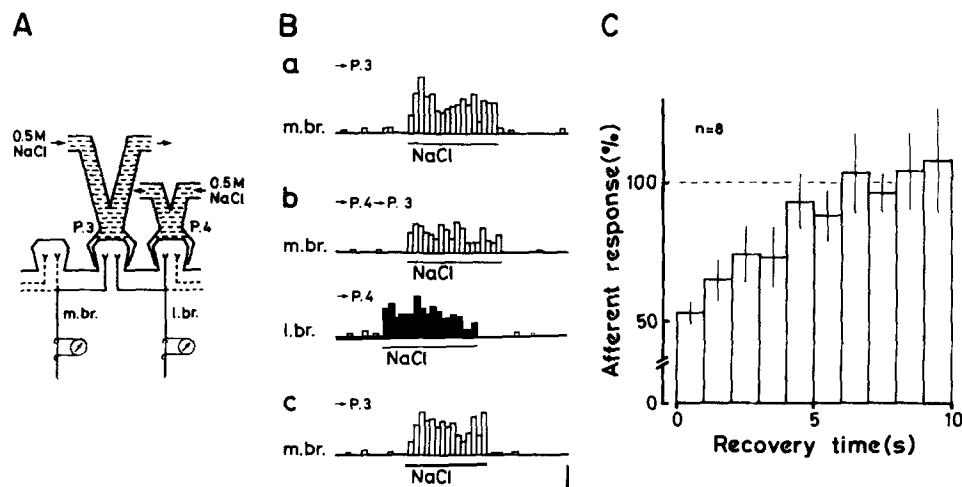 A
0.5M
NaCl
0.5M
NaCl
P.3
P.4
m.br.
l.br.
B
a
→P.3
m.br.
NaCl
b
→P.4→P.3
m.br.
NaCl
→P.4
l.br.
NaCl
c
→P.3
m.br.
NaCl
C
n=8
Afferent response(%)
100
50
0
0
5
10
Recovery time(s)